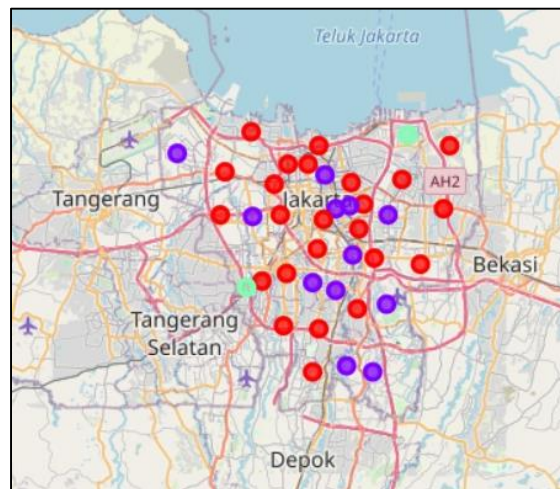 Teluk Jakarta
AH2
Tangerang
Jakarta
Bekasi
Tangerang
Selatan
Depok